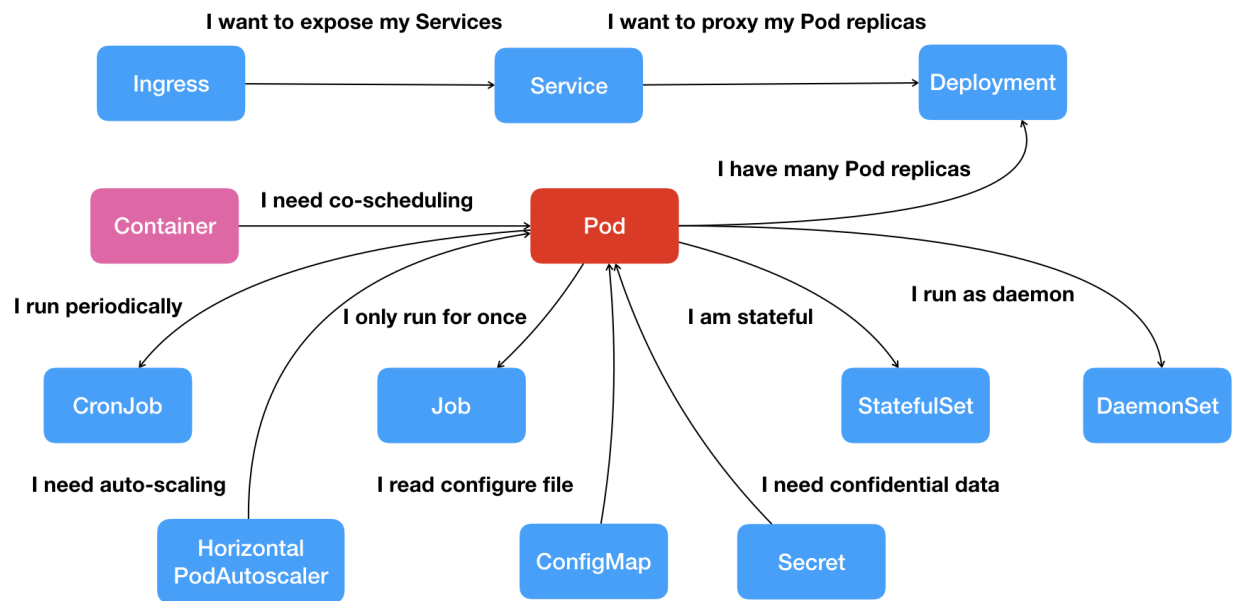 I want to expose my Services
I want to proxy my Pod replicas
Ingress
Service
Deployment
I have many Pod replicas
I need co-scheduling
Container
Pod
I run periodically
I only run for once
I am stateful
I run as daemon
CronJob
Job
StatefulSet
DaemonSet
I need auto-scaling
I read configure file
I need confidential data
Horizontal
PodAutoscaler
ConfigMap
Secret